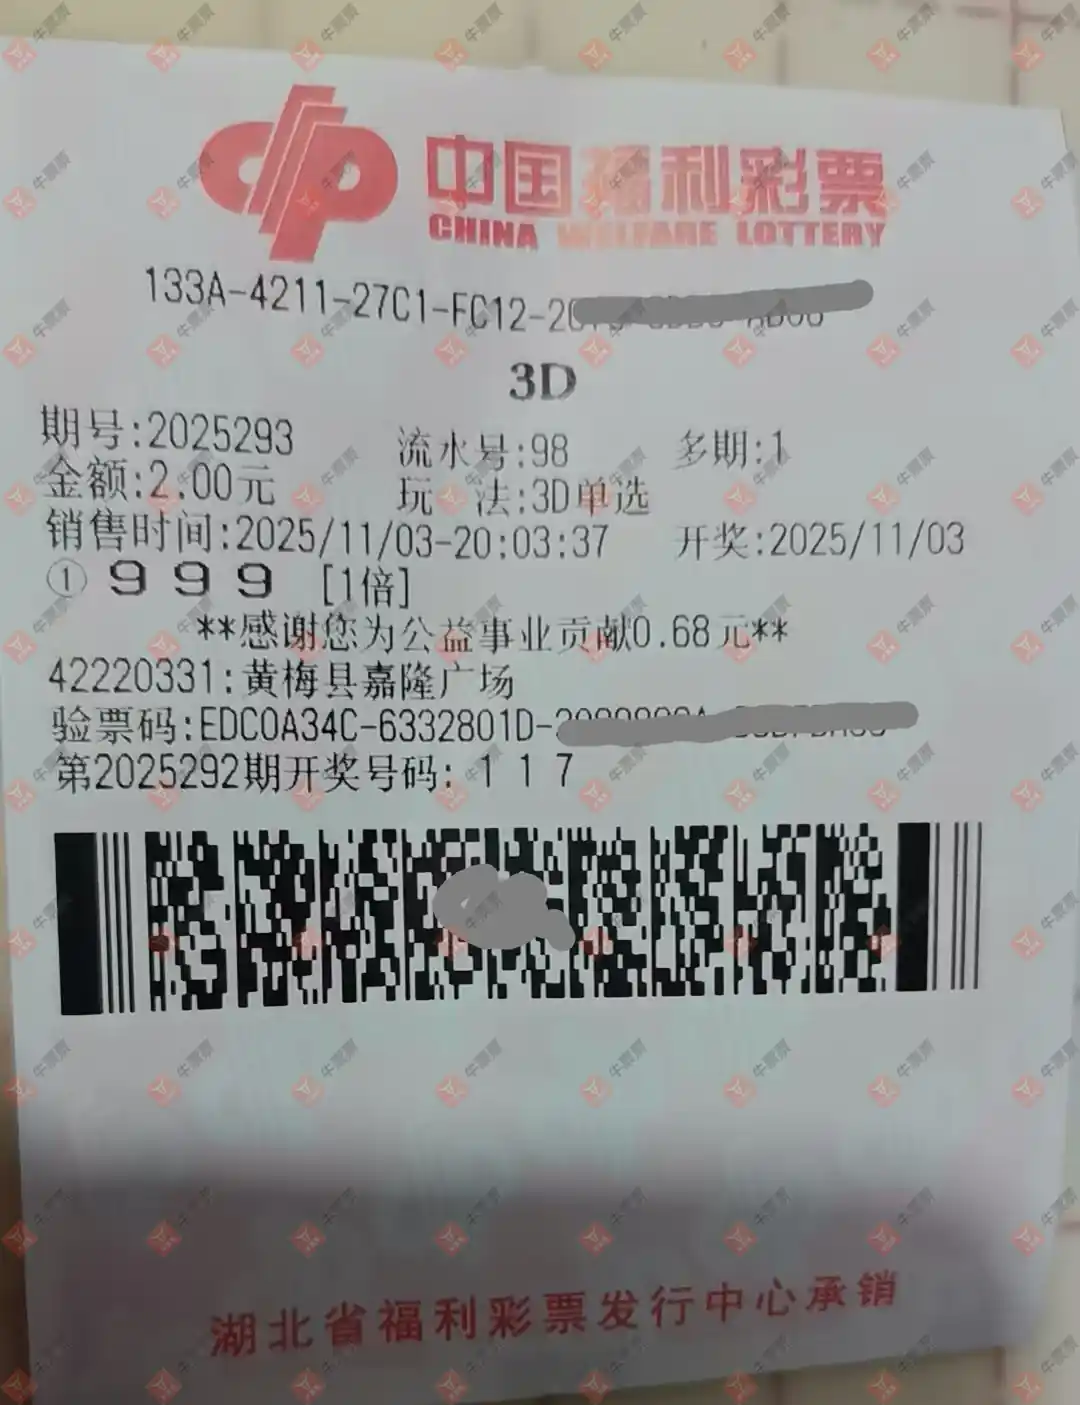 中国福利彩票
CHINA WELFARE LOTTERY
133A-4211-27C1-FC12-20
3D
期号:2025293 流水号:98 多期:1
金额:2.00元 玩 法:3D单选
销售时间:2025/11/03-20:03:37 开奖:2025/11/03
① 9 9 9 [1倍]
**感谢您为公益事业贡献0.68元**
42220331:黄梅县嘉隆广场
验票码:EDC0A34C-6332801D-
第2025292期开奖号码: 1 1 7
湖北省福利彩票发行中心承销
牛票票